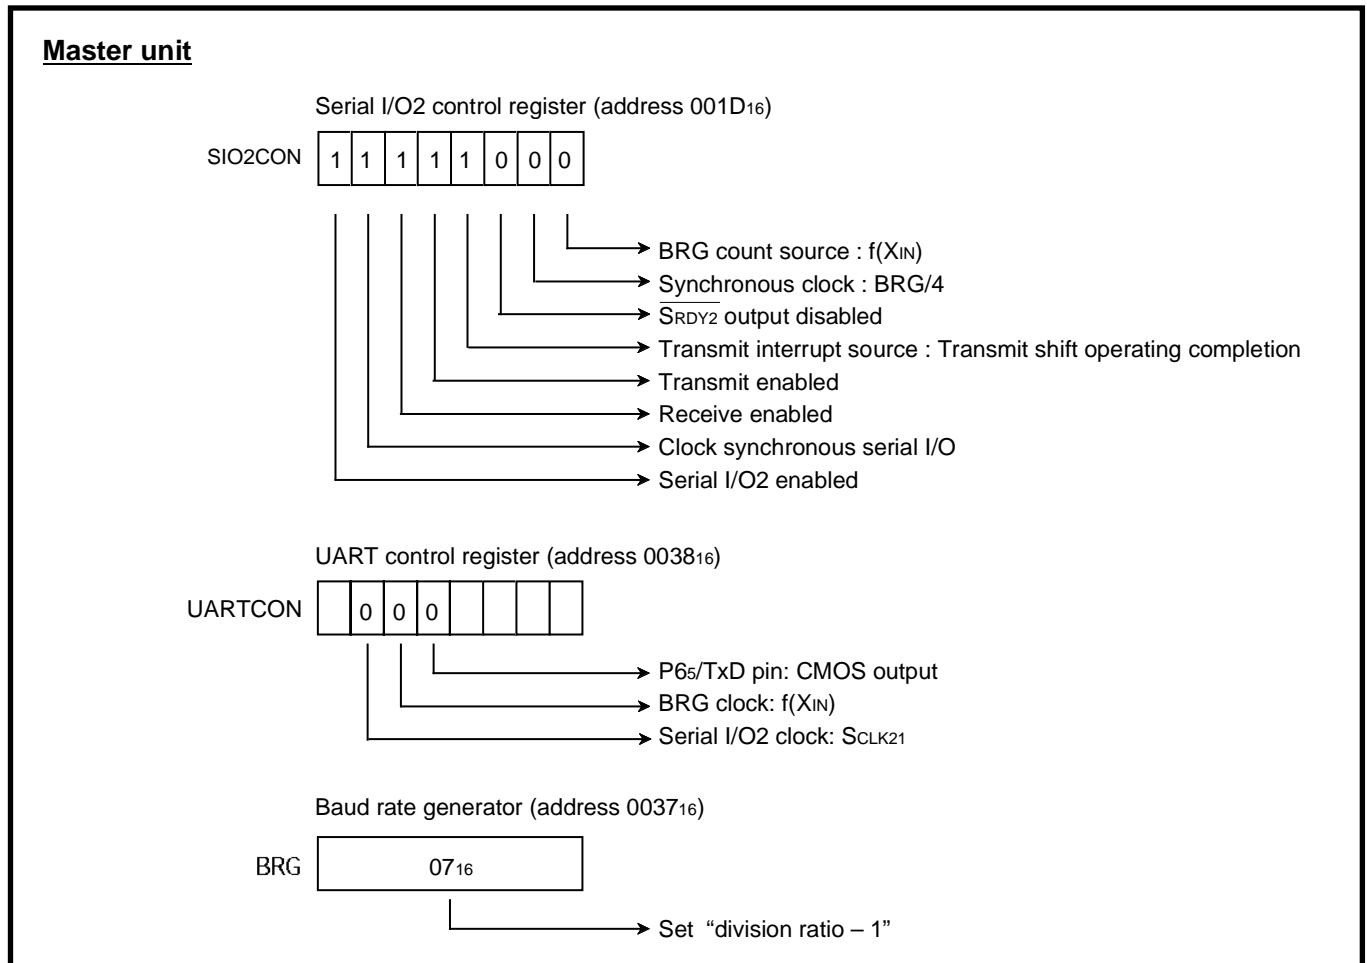 Master unit
Serial I/O2 control register (address 001D16)
SIO2CON 1 1 1 1 1 0 0 0
BRG count source : f(XIN)
Synchronous clock : BRG/4
SRDY2 output disabled
Transmit interrupt source : Transmit shift operating completion
Transmit enabled
Receive enabled
Clock synchronous serial I/O
Serial I/O2 enabled
UART control register (address 003816)
UARTCON 0 0 0
P65/TxD pin: CMOS output
BRG clock: f(XIN)
Serial I/O2 clock: SCLK21
Baud rate generator (address 003716)
BRG 0716
Set “division ratio – 1”